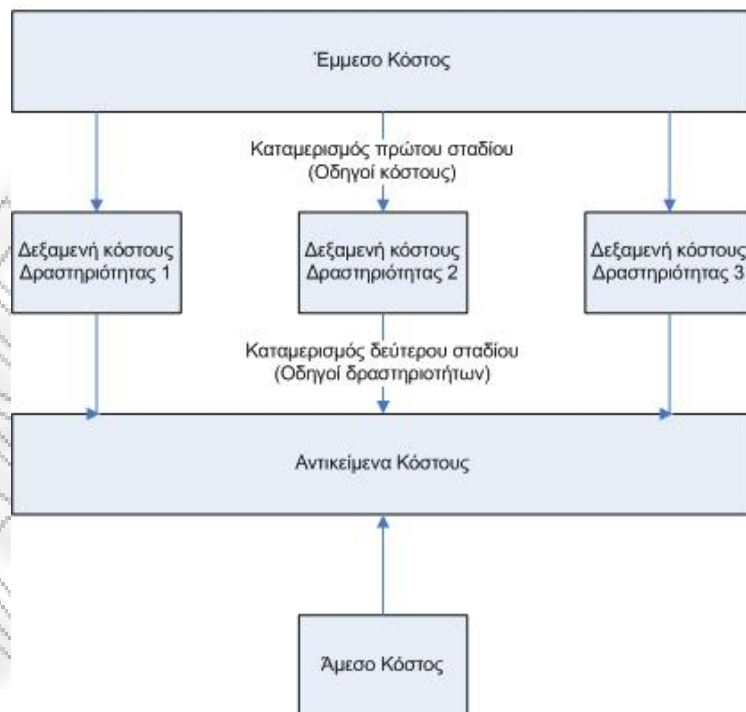 Έμμεσο Κόστος
Καταμερισμός πρώτου σταδίου
(Οδηγοί κόστους)
Δεξαμενή κόστους
Δραστηριότητας 1
Δεξαμενή κόστους
Δραστηριότητας 2
Δεξαμενή κόστους
Δραστηριότητας 3
Καταμερισμός δεύτερου σταδίου
(Οδηγοί δραστηριοτήτων)
Αντικείμενα Κόστους
Άμεσο Κόστος